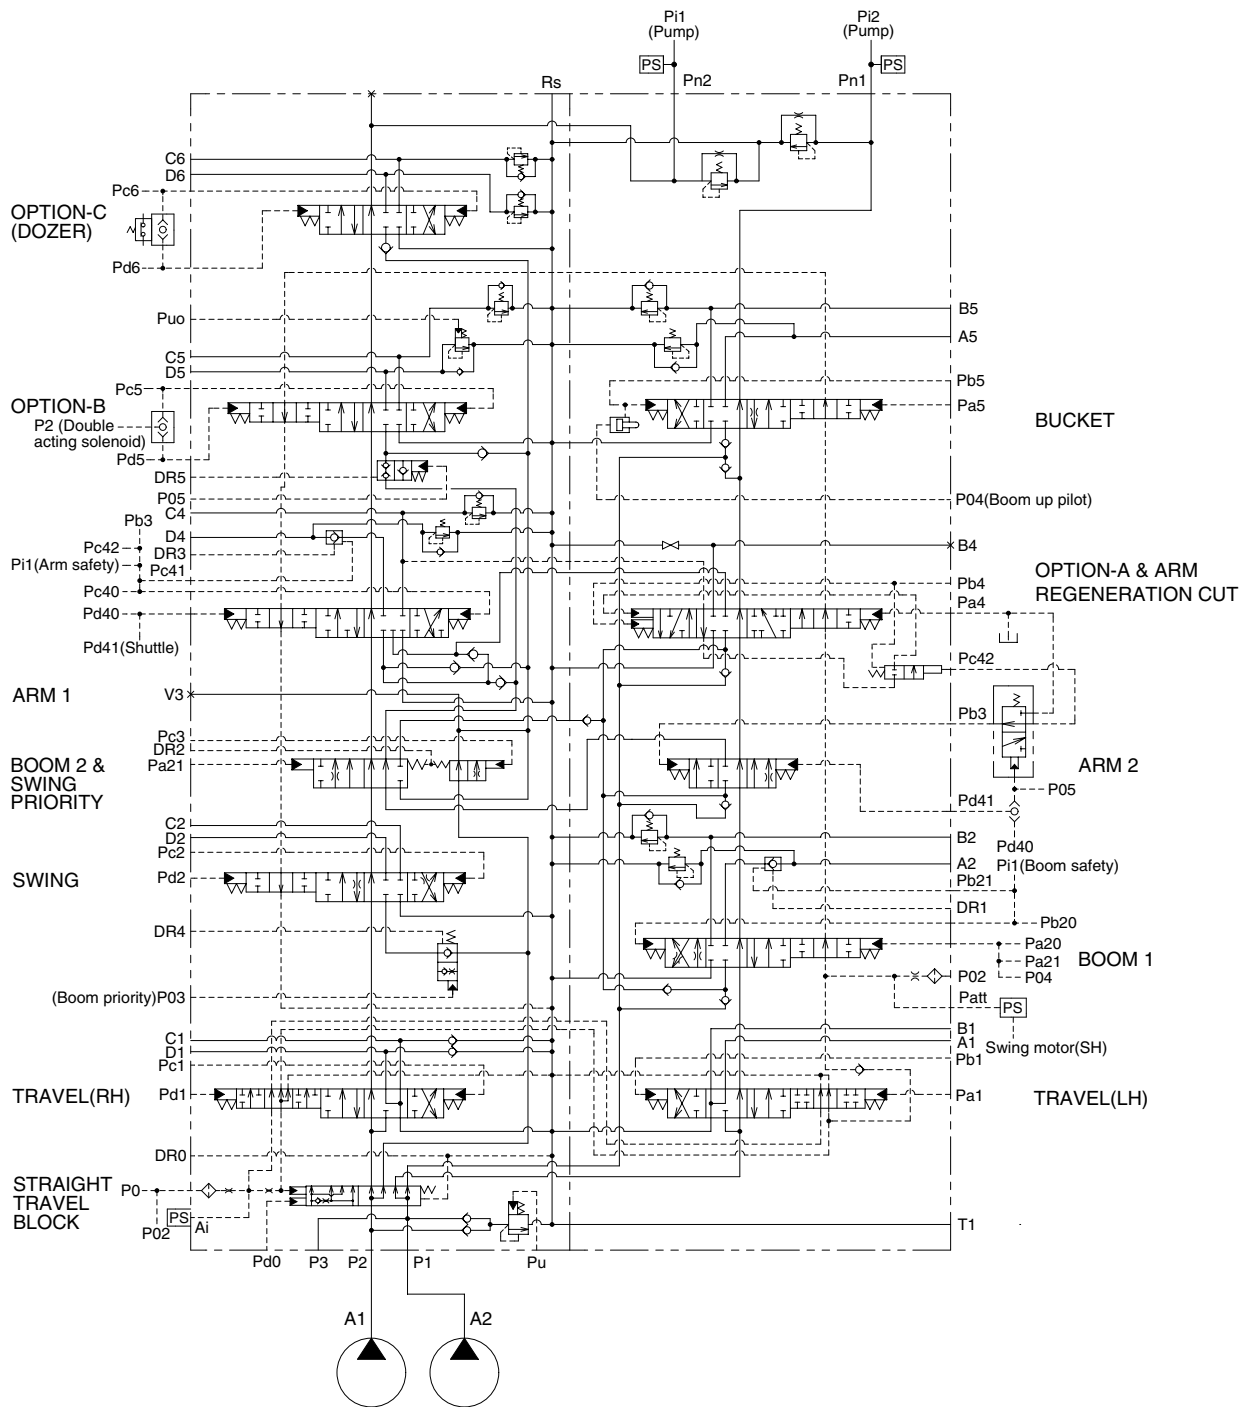 Pi1
(Pump)
Pi2
(Pump)
PS
PS
Rs
Pn2
Pn1
C6
D6
Pc6
OPTION-C
(DOZER)
Pd6
Puo
B5
A5
C5
D5
Pc5
Pb5
OPTION-B
P2 (Double
acting solenoid)
Pa5
BUCKET
Pd5
DR5
P05
P04(Boom up pilot)
C4
Pb3
D4
Pc42
DR3
B4
Pi1(Arm safety)
Pc41
OPTION-A & ARM
REGENERATION CUT
Pc40
Pb4
Pa4
Pd40
Pd41(Shuttle)
Pc42
ARM 1
V3
Pb3
Pc3
DR2
BOOM 2 &
SWING
PRIORITY
Pa21
ARM 2
P05
Pd41
C2
D2
Pc2
B2
Pd40
A2
Pi1(Boom safety)
SWING
Pd2
Pb21
DR1
DR4
Pb20
Pa20
Pa21
P04
BOOM 1
P02
(Boom priority)P03
Patt
PS
C1
D1
Pc1
B1
A1
Swing motor(SH)
Pb1
TRAVEL(RH)
Pd1
Pa1
TRAVEL(LH)
DR0
STRAIGHT
TRAVEL
BLOCK
P0
PS
P02
Ai
T1
Pd0
P3
P2
P1
Pu
A1
A2